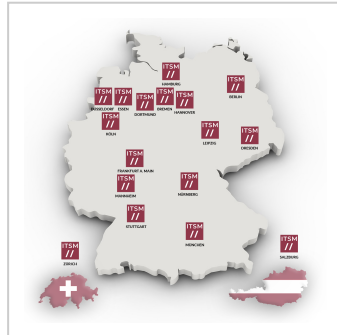 ITSM
//
HAMBURG
ITSM
//
BERLIN
ITSM
//
DÜSSELDORF
ITSM
//
ESSEN
ITSM
//
DORTMUND
ITSM
//
BREMEN
ITSM
//
HANNOVER
ITSM
//
KÖLN
ITSM
//
LEIPZIG
ITSM
//
DRESDEN
ITSM
//
FRANKFURT A. MAIN
ITSM
//
MANNHEIM
ITSM
//
NÜRNBERG
ITSM
//
STUTTGART
ITSM
//
MÜNCHEN
ITSM
//
ZÜRICH
ITSM
//
SALZBURG